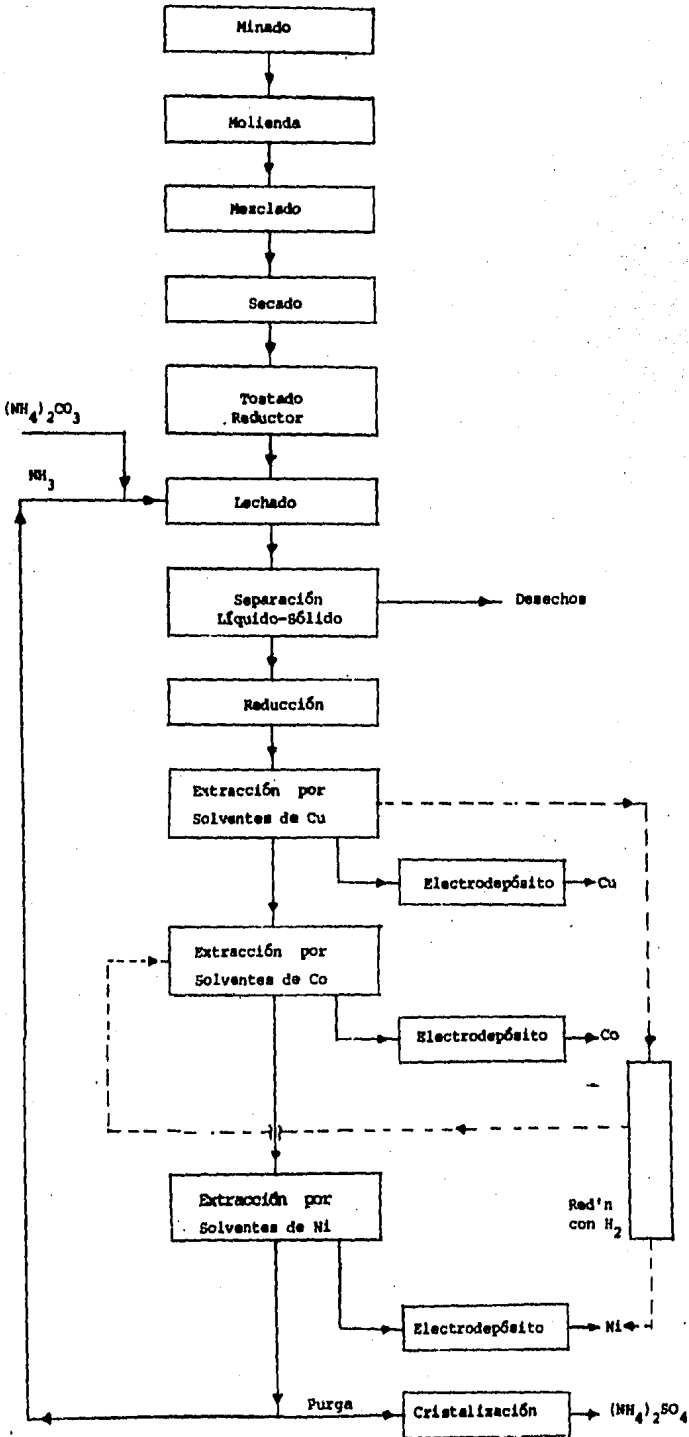 Minado
Molienda
Mezclado
Secado
Tostado
Reductor
(NH4)2CO3
NH3
Lechado
Separación
Líquido-Sólido
Desechos
Reducción
Extracción por
Solventes de Cu
Electrodepósito
Cu
Extracción por
Solventes de Co
Electrodepósito
Co
Extracción por
Solventes de Ni
Red'n
con H2
Electrodepósito
Ni
Purga
Cristalización
(NH4)2SO4